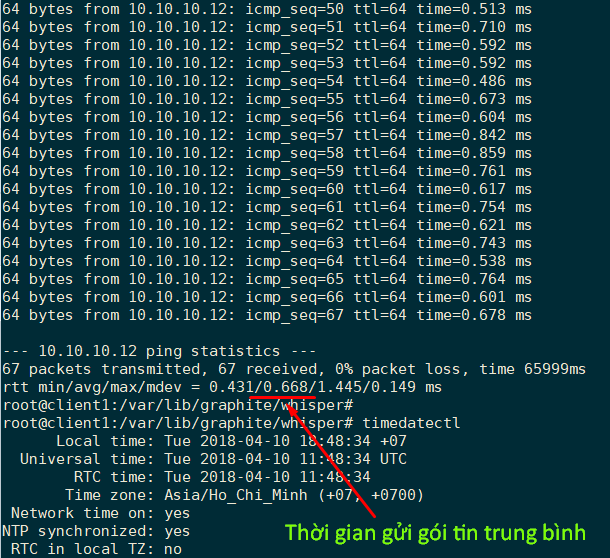 64 bytes from 10.10.10.12: icmp_seq=50 ttl=64 time=0.513 ms
64 bytes from 10.10.10.12: icmp_seq=51 ttl=64 time=0.710 ms
64 bytes from 10.10.10.12: icmp_seq=52 ttl=64 time=0.592 ms
64 bytes from 10.10.10.12: icmp_seq=53 ttl=64 time=0.592 ms
64 bytes from 10.10.10.12: icmp_seq=54 ttl=64 time=0.486 ms
64 bytes from 10.10.10.12: icmp_seq=55 ttl=64 time=0.673 ms
64 bytes from 10.10.10.12: icmp_seq=56 ttl=64 time=0.604 ms
64 bytes from 10.10.10.12: icmp_seq=57 ttl=64 time=0.842 ms
64 bytes from 10.10.10.12: icmp_seq=58 ttl=64 time=0.859 ms
64 bytes from 10.10.10.12: icmp_seq=59 ttl=64 time=0.761 ms
64 bytes from 10.10.10.12: icmp_seq=60 ttl=64 time=0.617 ms
64 bytes from 10.10.10.12: icmp_seq=61 ttl=64 time=0.754 ms
64 bytes from 10.10.10.12: icmp_seq=62 ttl=64 time=0.621 ms
64 bytes from 10.10.10.12: icmp_seq=63 ttl=64 time=0.743 ms
64 bytes from 10.10.10.12: icmp_seq=64 ttl=64 time=0.538 ms
64 bytes from 10.10.10.12: icmp_seq=65 ttl=64 time=0.764 ms
64 bytes from 10.10.10.12: icmp_seq=66 ttl=64 time=0.601 ms
64 bytes from 10.10.10.12: icmp_seq=67 ttl=64 time=0.678 ms
--- 10.10.10.12 ping statistics ---
67 packets transmitted, 67 received, 0% packet loss, time 65999ms
rtt min/avg/max/mdev = 0.431/0.668/1.445/0.149 ms
root@client1:/var/lib/graphite/whisper#
root@client1:/var/lib/graphite/whisper# timedatectl
Local time: Tue 2018-04-10 18:48:34 +07
Universal time: Tue 2018-04-10 11:48:34 UTC
RTC time: Tue 2018-04-10 11:48:34
Time zone: Asia/Ho_Chi_Minh (+07, +0700)
Network time on: yes
NTP synchronized: yes
RTC in local TZ: no
Thời gian gửi gói tin trung bình